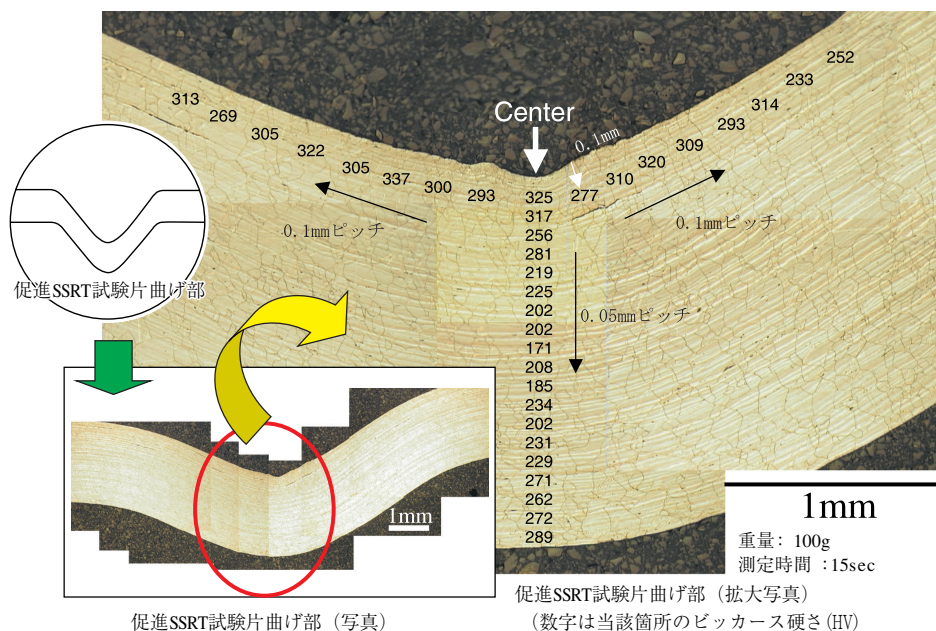 252
233
314
293
309
320
310
277
313
269
305
322
305
337
300
293
Center
0.1mm
325
317
256
281
219
225
202
202
171
208
185
234
202
231
229
271
262
272
289
0.1mmピッチ
0.1mmピッチ
0.05mmピッチ
促進SSRT試験片曲げ部
1mm
1mm
重量：100g
測定時間：15sec
促進SSRT試験片曲げ部（写真）
促進SSRT試験片曲げ部（拡大写真）
（数字は当該箇所のビッカース硬さ(HV)